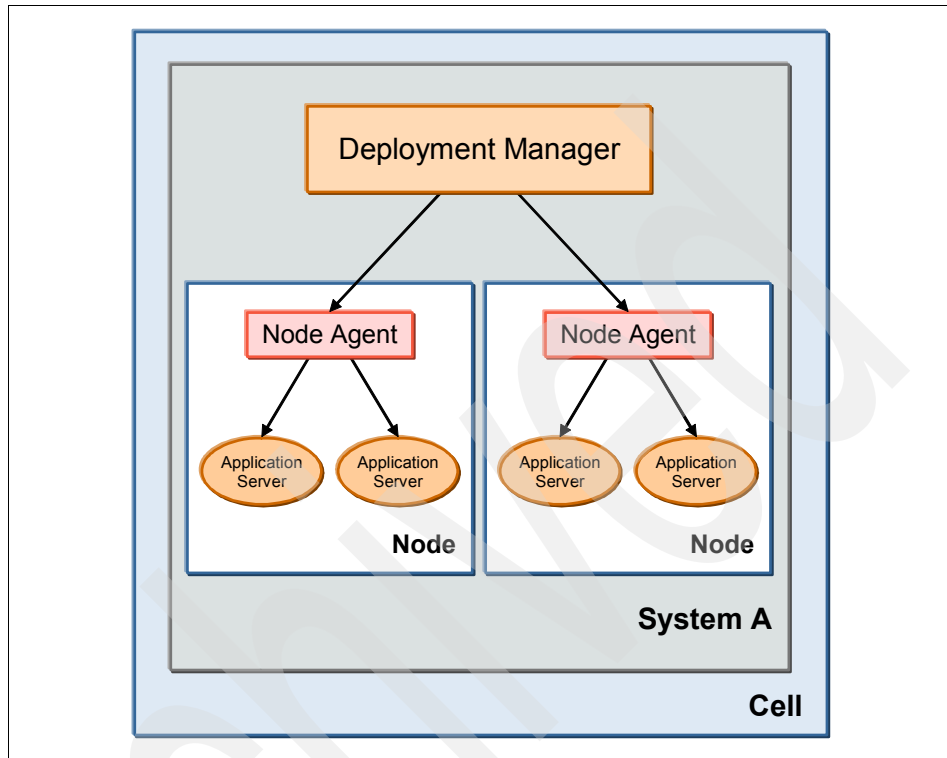 Deployment Manager
Node Agent
Node Agent
Application
Server
Application
Server
Application
Server
Application
Server
Node
Node
System A
Cell